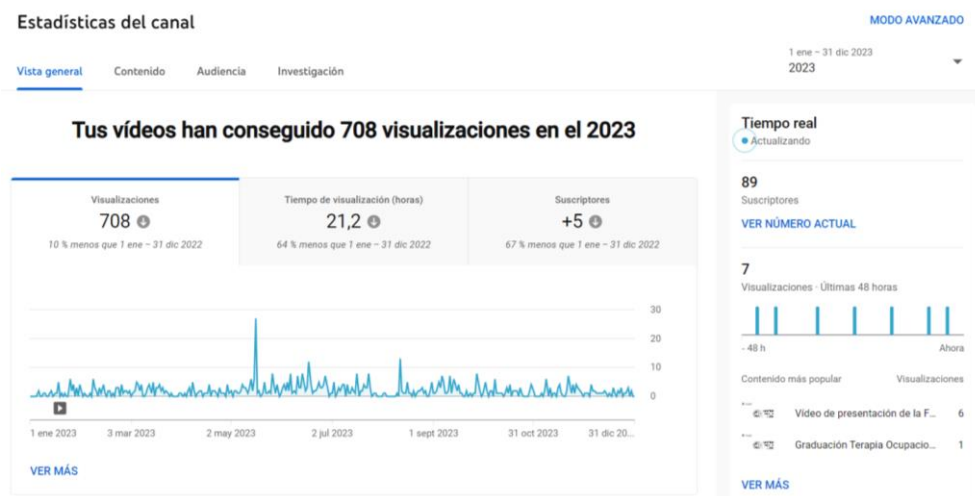 Estadísticas del canal
MODO AVANZADO
Vista general Contenido Audiencia Investigación
1 ene – 31 dic 2023
2023
Tus vídeos han conseguido 708 visualizaciones en el 2023
Visualizaciones
708
10 % menos que 1 ene – 31 dic 2022
Tiempo de visualización (horas)
21,2
64 % menos que 1 ene – 31 dic 2022
Suscriptores
+5
67 % menos que 1 ene – 31 dic 2022
30
20
10
0
1 ene 2023 3 mar 2023 2 may 2023 2 jul 2023 1 sept 2023 31 oct 2023 31 dic 20...
VER MÁS
Tiempo real
Actualizando
89
Suscriptores
VER NÚMERO ACTUAL
7
Visualizaciones · Últimas 48 horas
- 48 h Ahora
Contenido más popular Visualizaciones
Vídeo de presentación de la F... 6
Graduación Terapia Ocupacio... 1
VER MÁS